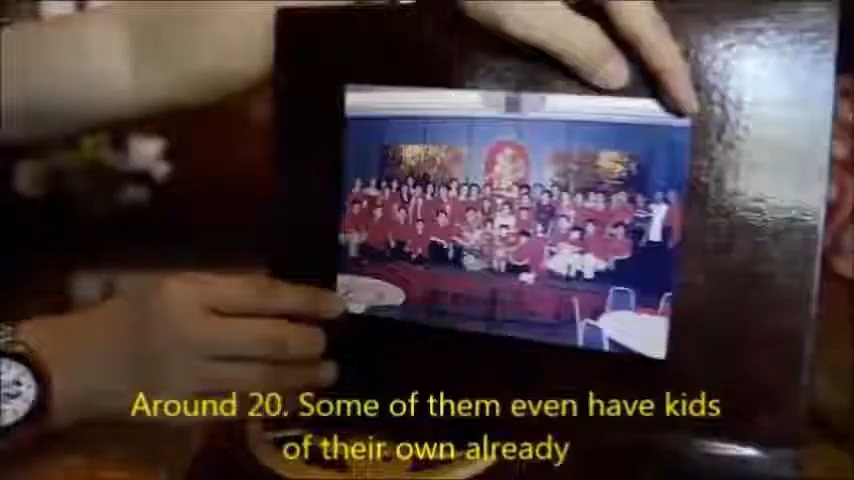 Around 20. Some of them even have kids
of their own already